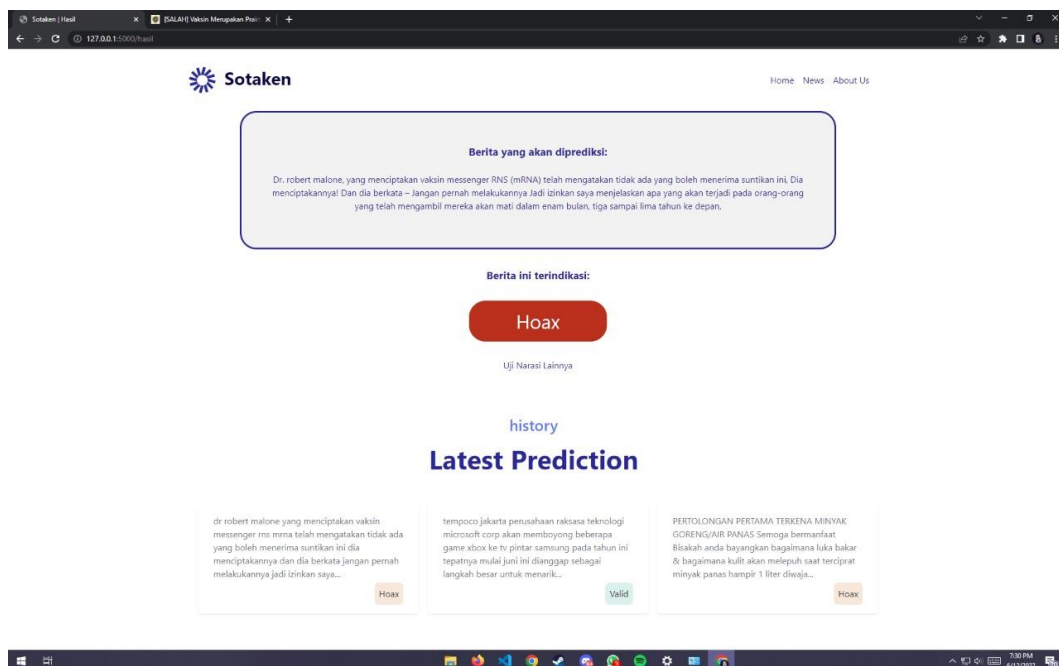 Sotaken | Hasil
[SALAH] Vaksin Merupakan Prakt
127.0.0.1:5000/hasil
Sotaken
Home News About Us
Berita yang akan diprediksi:
Dr. robert malone, yang menciptakan vaksin messenger RNS (mRNA) telah mengatakan tidak ada yang boleh menerima suntikan ini, Dia
menciptakannya! Dan dia berkata – Jangan pernah melakukannya Jadi izinkan saya menjelaskan apa yang akan terjadi pada orang-orang
yang telah mengambil mereka akan mati dalam enam bulan, tiga sampai lima tahun ke depan,
Berita ini terindikasi:
Hoax
Uji Narasi Lainnya
history
Latest Prediction
dr robert malone yang menciptakan vaksin
messenger rns mrna telah mengatakan tidak ada
yang boleh menerima suntikan ini dia
menciptakannya dan dia berkata jangan pernah
melakukannya jadi izinkan saya...
Hoax
tempoco jakarta perusahaan raksasa teknologi
microsoft corp akan memboyong beberapa
game xbox ke tv pintar samsung pada tahun ini
tepatnya mulai juni ini dianggap sebagai
langkah besar untuk menarik...
Valid
PERTOLONGAN PERTAMA TERKENA MINYAK
GORENG/AIR PANAS Semoga bermanfaat
Bisakah anda bayangkan bagaimana luka bakar
& bagaimana kulit akan melepuh saat terciprat
minyak panas hampir 1 liter diwaja...
Hoax
7:30 PM